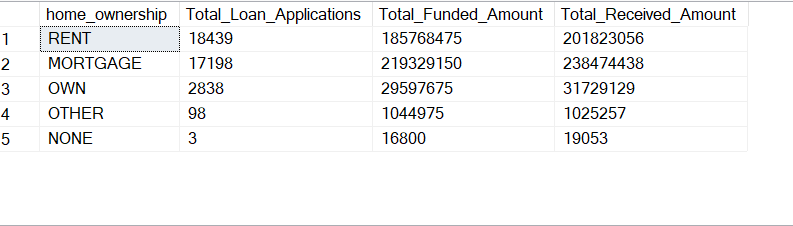 home_ownership Total_Loan_Applications Total_Funded_Amount Total_Received_Amount
1 RENT 18439 185768475 201823056
2 MORTGAGE 17198 219329150 238474438
3 OWN 2838 29597675 31729129
4 OTHER 98 1044975 1025257
5 NONE 3 16800 19053